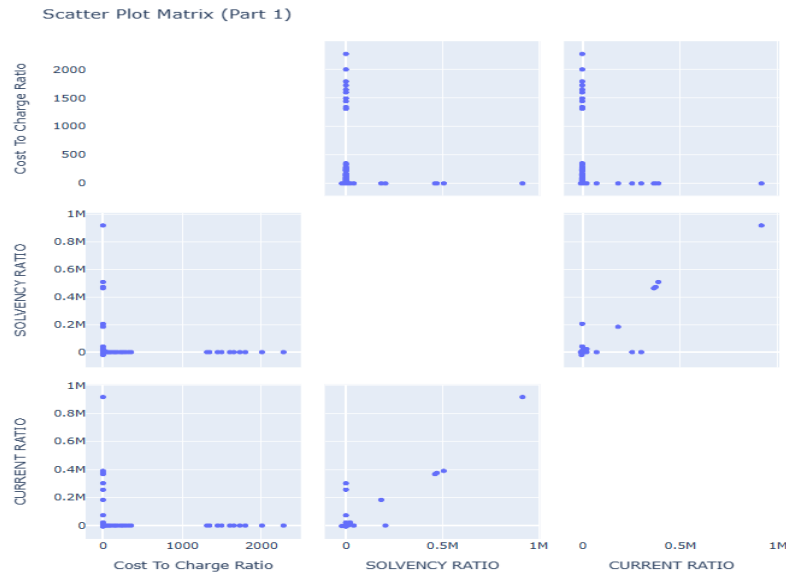 Scatter Plot Matrix (Part 1)
Cost To Charge Ratio
2000
1500
1000
500
0
SOLVENCY RATIO
1M
0.8M
0.6M
0.4M
0.2M
0
CURRENT RATIO
1M
0.8M
0.6M
0.4M
0.2M
0
0 1000 2000
0 0.5M 1M
0 0.5M 1M
Cost To Charge Ratio
SOLVENCY RATIO
CURRENT RATIO